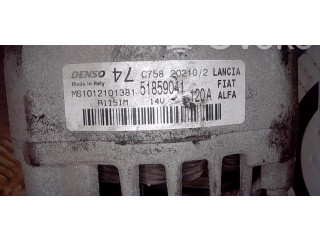 DENSO 74 C758 20210/2 LANCIA
Made in Italy
MS1012101381 51859041 FIAT
A115IM 14V 120A ALFA